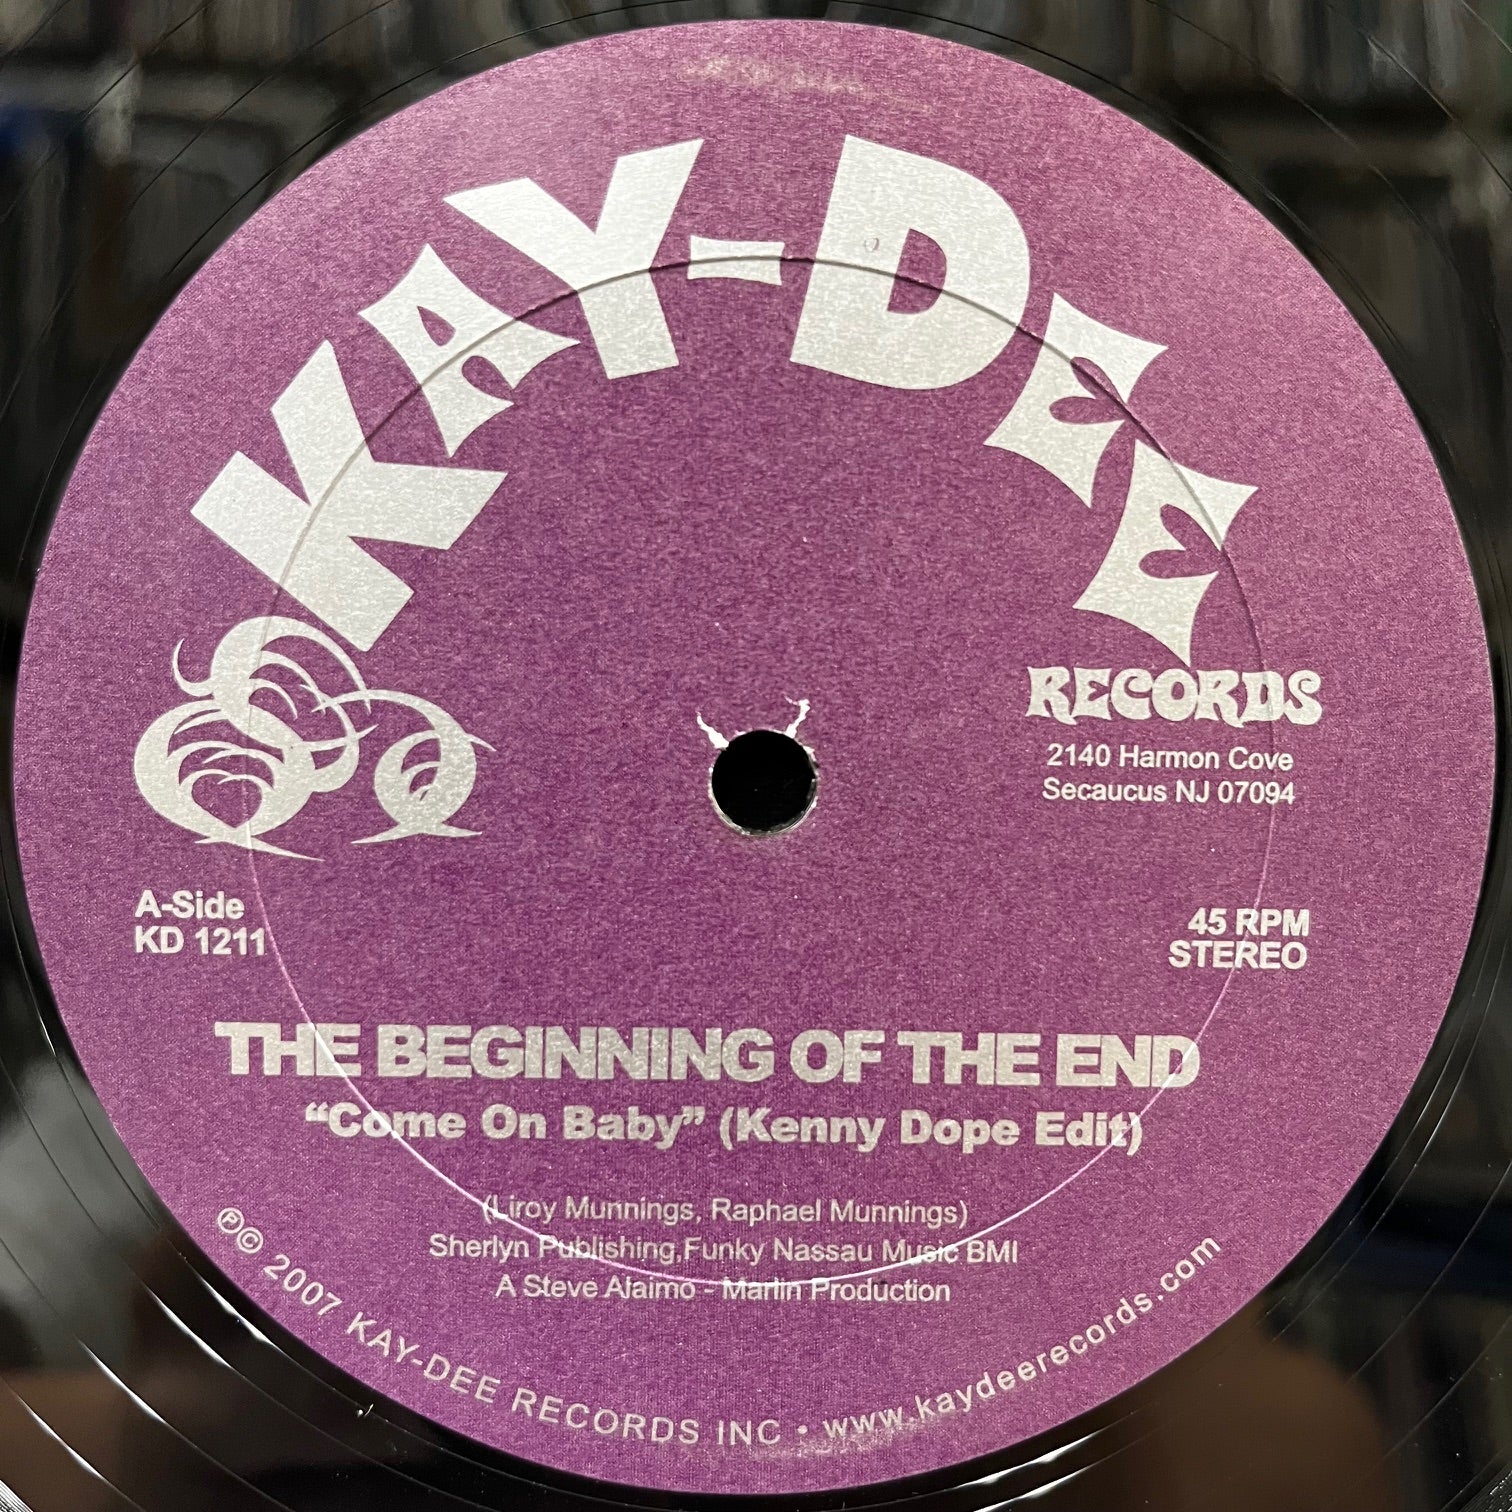 KAY-DEE
RECORDS
2140 Harmon Cove
Secaucus NJ 07094
A-Side
KD 1211
45 RPM
STEREO
THE BEGINNING OF THE END
“Come On Baby” (Kenny Dope Edit)
(Liroy Munnings, Raphael Munnings)
Sherlyn Publishing,Funky Nassau Music BMI
A Steve Alaimo - Marlin Production
℗© 2007 KAY-DEE RECORDS INC • www.kaydeerecords.com